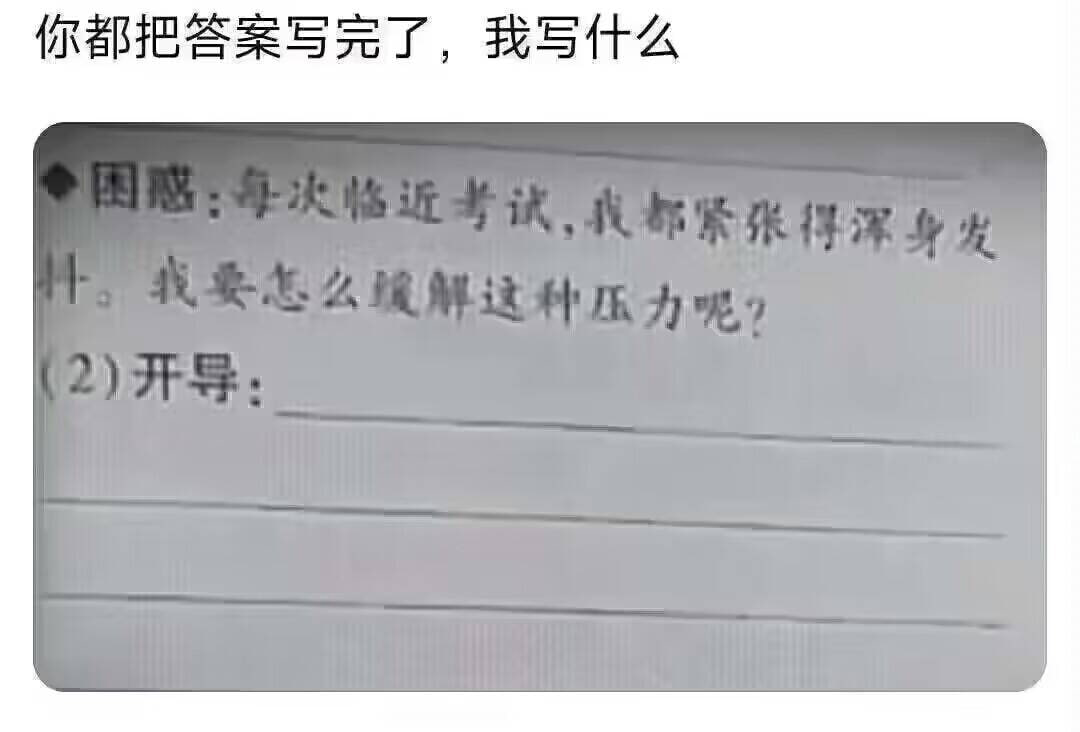 你都把答案写完了，我写什么
◆困惑:每次临近考试,我都紧张得浑身发
抖。我要怎么缓解这种压力呢?
(2)开导: